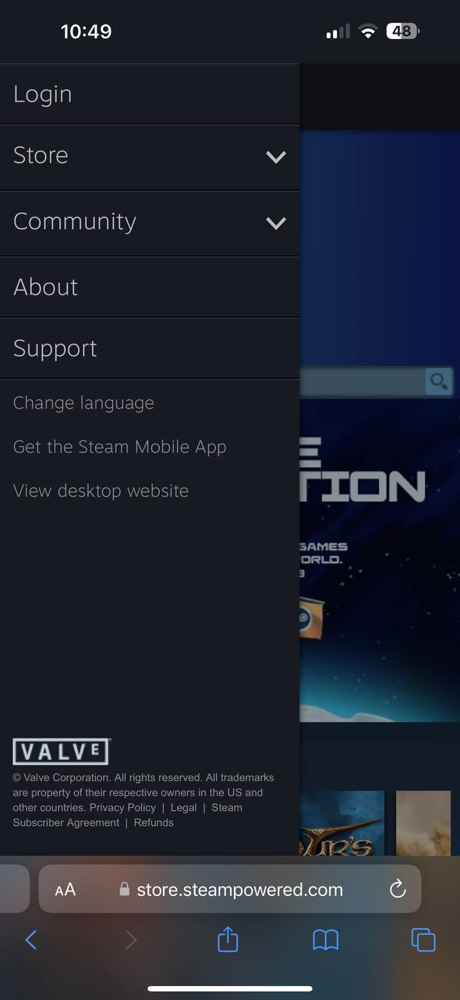 10:49
48
Login
Store
Community
About
Support
Change language
Get the Steam Mobile App
View desktop website
E
TION
GAMES
ORLD.
3
VALVE
© Valve Corporation. All rights reserved. All trademarks
are property of their respective owners in the US and
other countries. Privacy Policy | Legal | Steam
Subscriber Agreement | Refunds
UR'S
AA
store.steampowered.com